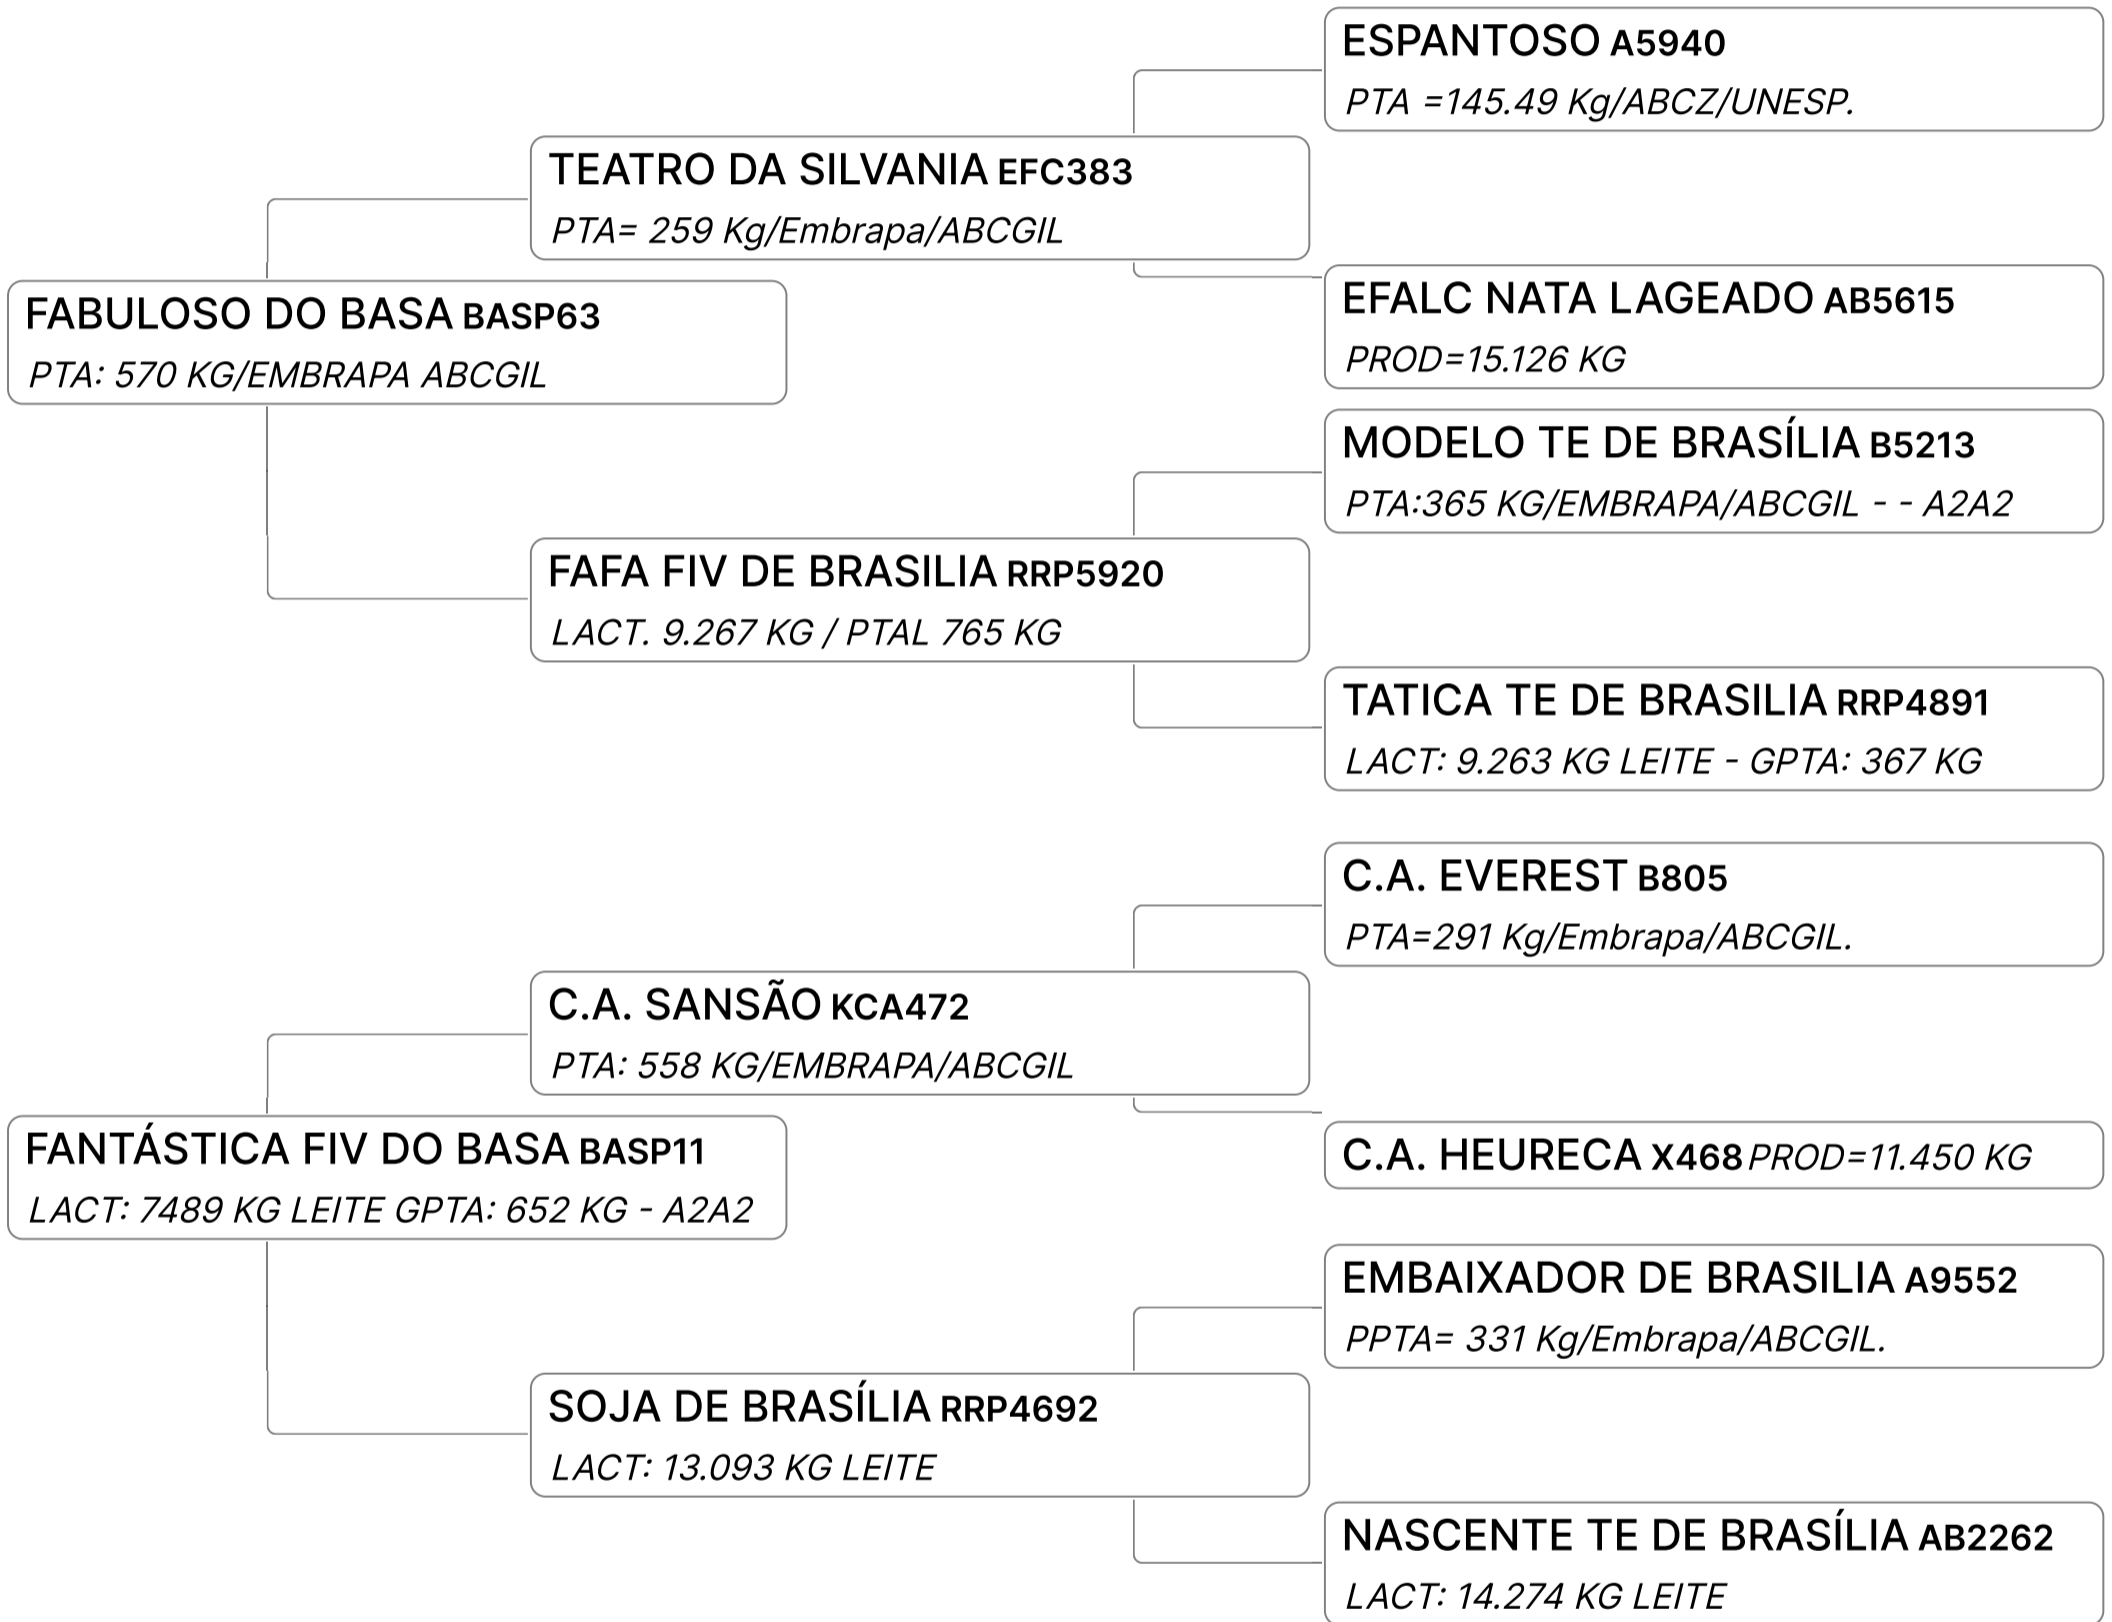 ESPANTOSO A5940
PTA =145.49 Kg/ABCZ/UNESP.
TEATRO DA SILVANIA EFC383
PTA= 259 Kg/Embrapa/ABCGIL
EFALC NATA LAGEADO AB5615
PROD=15.126 KG
FABULOSO DO BASA BASP63
PTA: 570 KG/EMBRAPA ABCGIL
MODELO TE DE BRASÍLIA B5213
PTA:365 KG/EMBRAPA/ABCGIL - - A2A2
FAFA FIV DE BRASILIA RRP5920
LACT. 9.267 KG / PTAL 765 KG
TATICA TE DE BRASILIA RRP4891
LACT: 9.263 KG LEITE - GPTA: 367 KG
C.A. EVEREST B805
PTA=291 Kg/Embrapa/ABCGIL.
C.A. SANSÃO KCA472
PTA: 558 KG/EMBRAPA/ABCGIL
C.A. HEURECA X468 PROD=11.450 KG
FANTÁSTICA FIV DO BASA BASP11
LACT: 7489 KG LEITE GPTA: 652 KG - A2A2
EMBAIXADOR DE BRASILIA A9552
PPTA= 331 Kg/Embrapa/ABCGIL.
SOJA DE BRASÍLIA RRP4692
LACT: 13.093 KG LEITE
NASCENTE TE DE BRASÍLIA AB2262
LACT: 14.274 KG LEITE